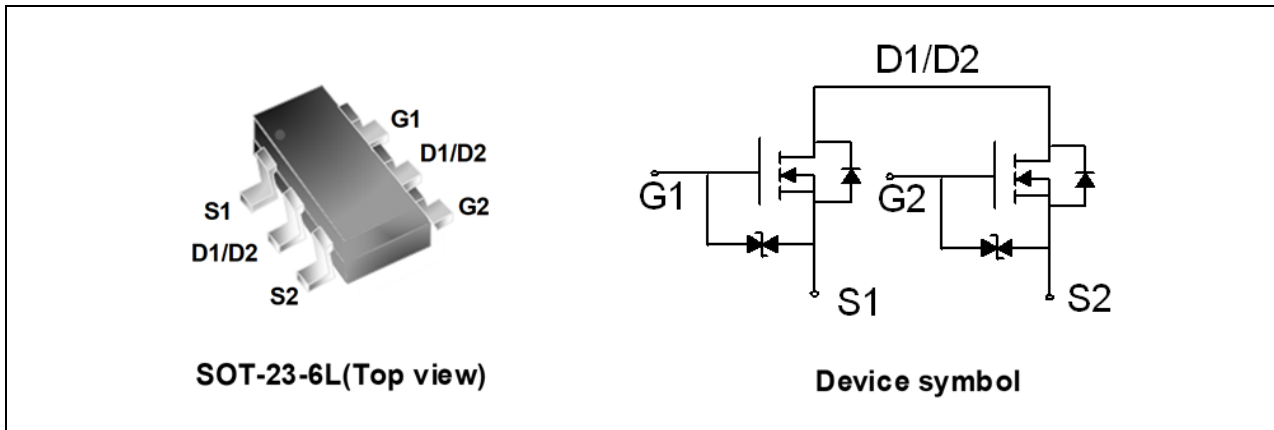 G1
D1/D2
G2
S1
D1/D2
S2
SOT-23-6L(Top view)
D1/D2
G1
G2
S1
S2
Device symbol